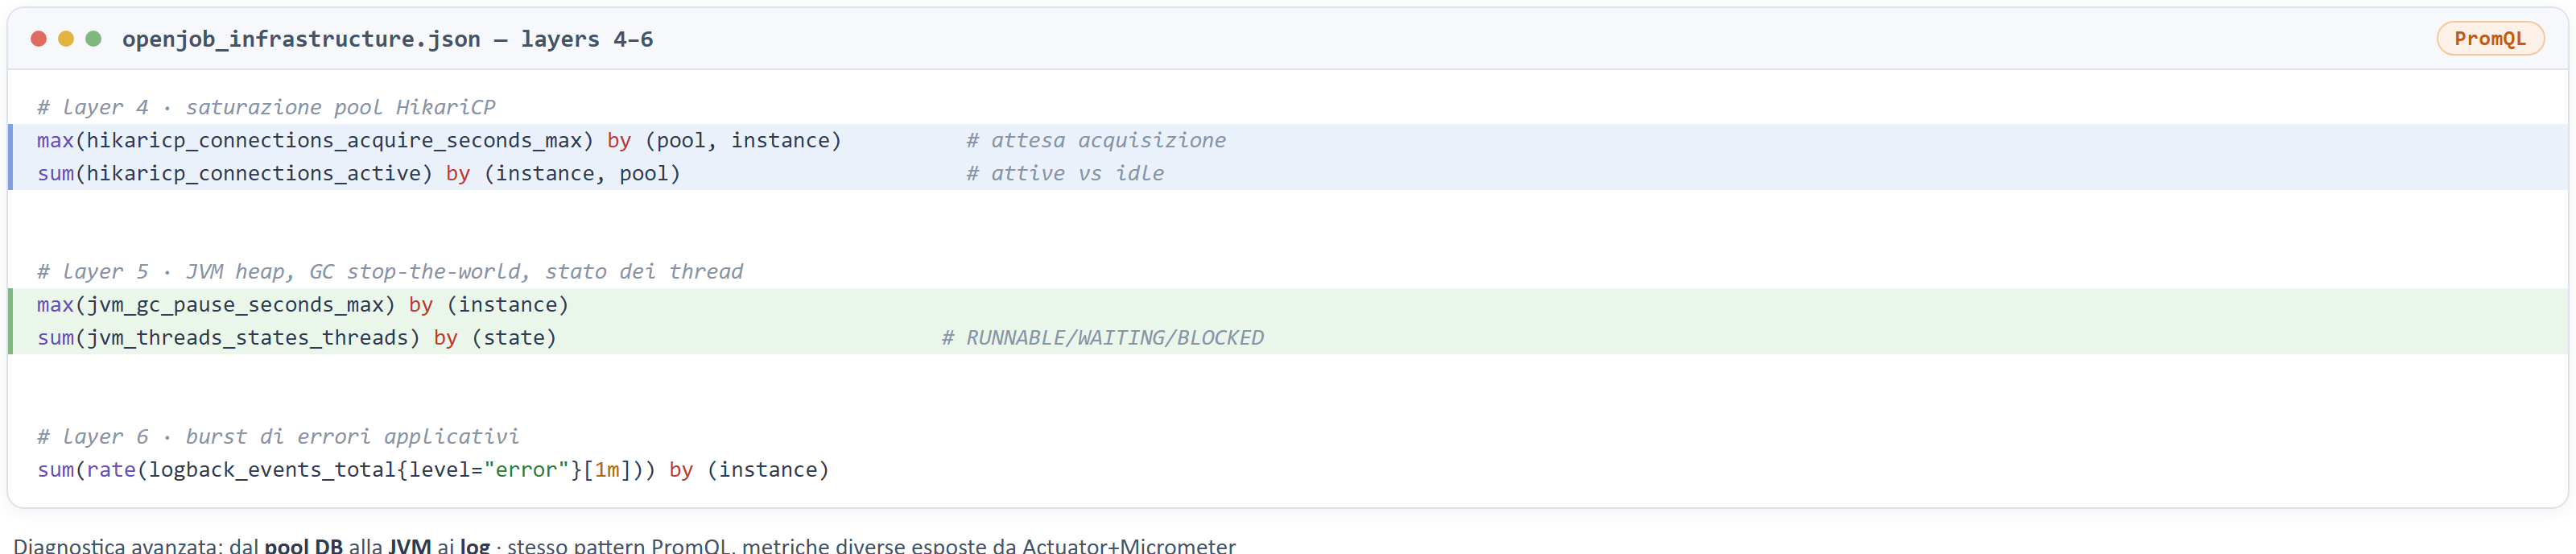 openjob_infrastructure.json — layers 4–6
PromQL
# layer 4 · saturazione pool HikariCP
max(hikaricp_connections_acquire_seconds_max) by (pool, instance) # attesa acquisizione
sum(hikaricp_connections_active) by (instance, pool) # attive vs idle
# layer 5 · JVM heap, GC stop-the-world, stato dei thread
max(jvm_gc_pause_seconds_max) by (instance)
sum(jvm_threads_states_threads) by (state) # RUNNABLE/WAITING/BLOCKED
# layer 6 · burst di errori applicativi
sum(rate(logback_events_total{level="error"}[1m])) by (instance)
Diagnostica avanzata: dal pool DB alla JVM ai log · stesso pattern PromQL, metriche diverse esposte da Actuator+Micrometer